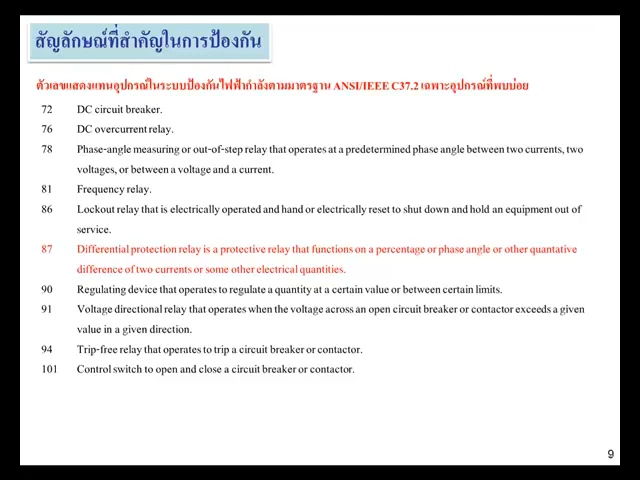 สัญลักษณ์ที่สำคัญในการป้องกัน
ตัวเลขแสดงแทนอุปกรณ์ในระบบป้องกันไฟฟ้ากำลังตามมาตรฐาน ANSI/IEEE C37.2 เฉพาะอุปกรณ์ที่พบบ่อย
72 DC circuit breaker.
76 DC overcurrent relay.
78 Phase-angle measuring or out-of-step relay that operates at a predetermined phase angle between two currents, two
voltages, or between a voltage and a current.
81 Frequency relay.
86 Lockout relay that is electrically operated and hand or electrically reset to shut down and hold an equipment out of
service.
87 Differential protection relay is a protective relay that functions on a percentage or phase angle or other quantative
difference of two currents or some other electrical quantities.
90 Regulating device that operates to regulate a quantity at a certain value or between certain limits.
91 Voltage directional relay that operates when the voltage across an open circuit breaker or contactor exceeds a given
value in a given direction.
94 Trip-free relay that operates to trip a circuit breaker or contactor.
101 Control switch to open and close a circuit breaker or contactor.
9